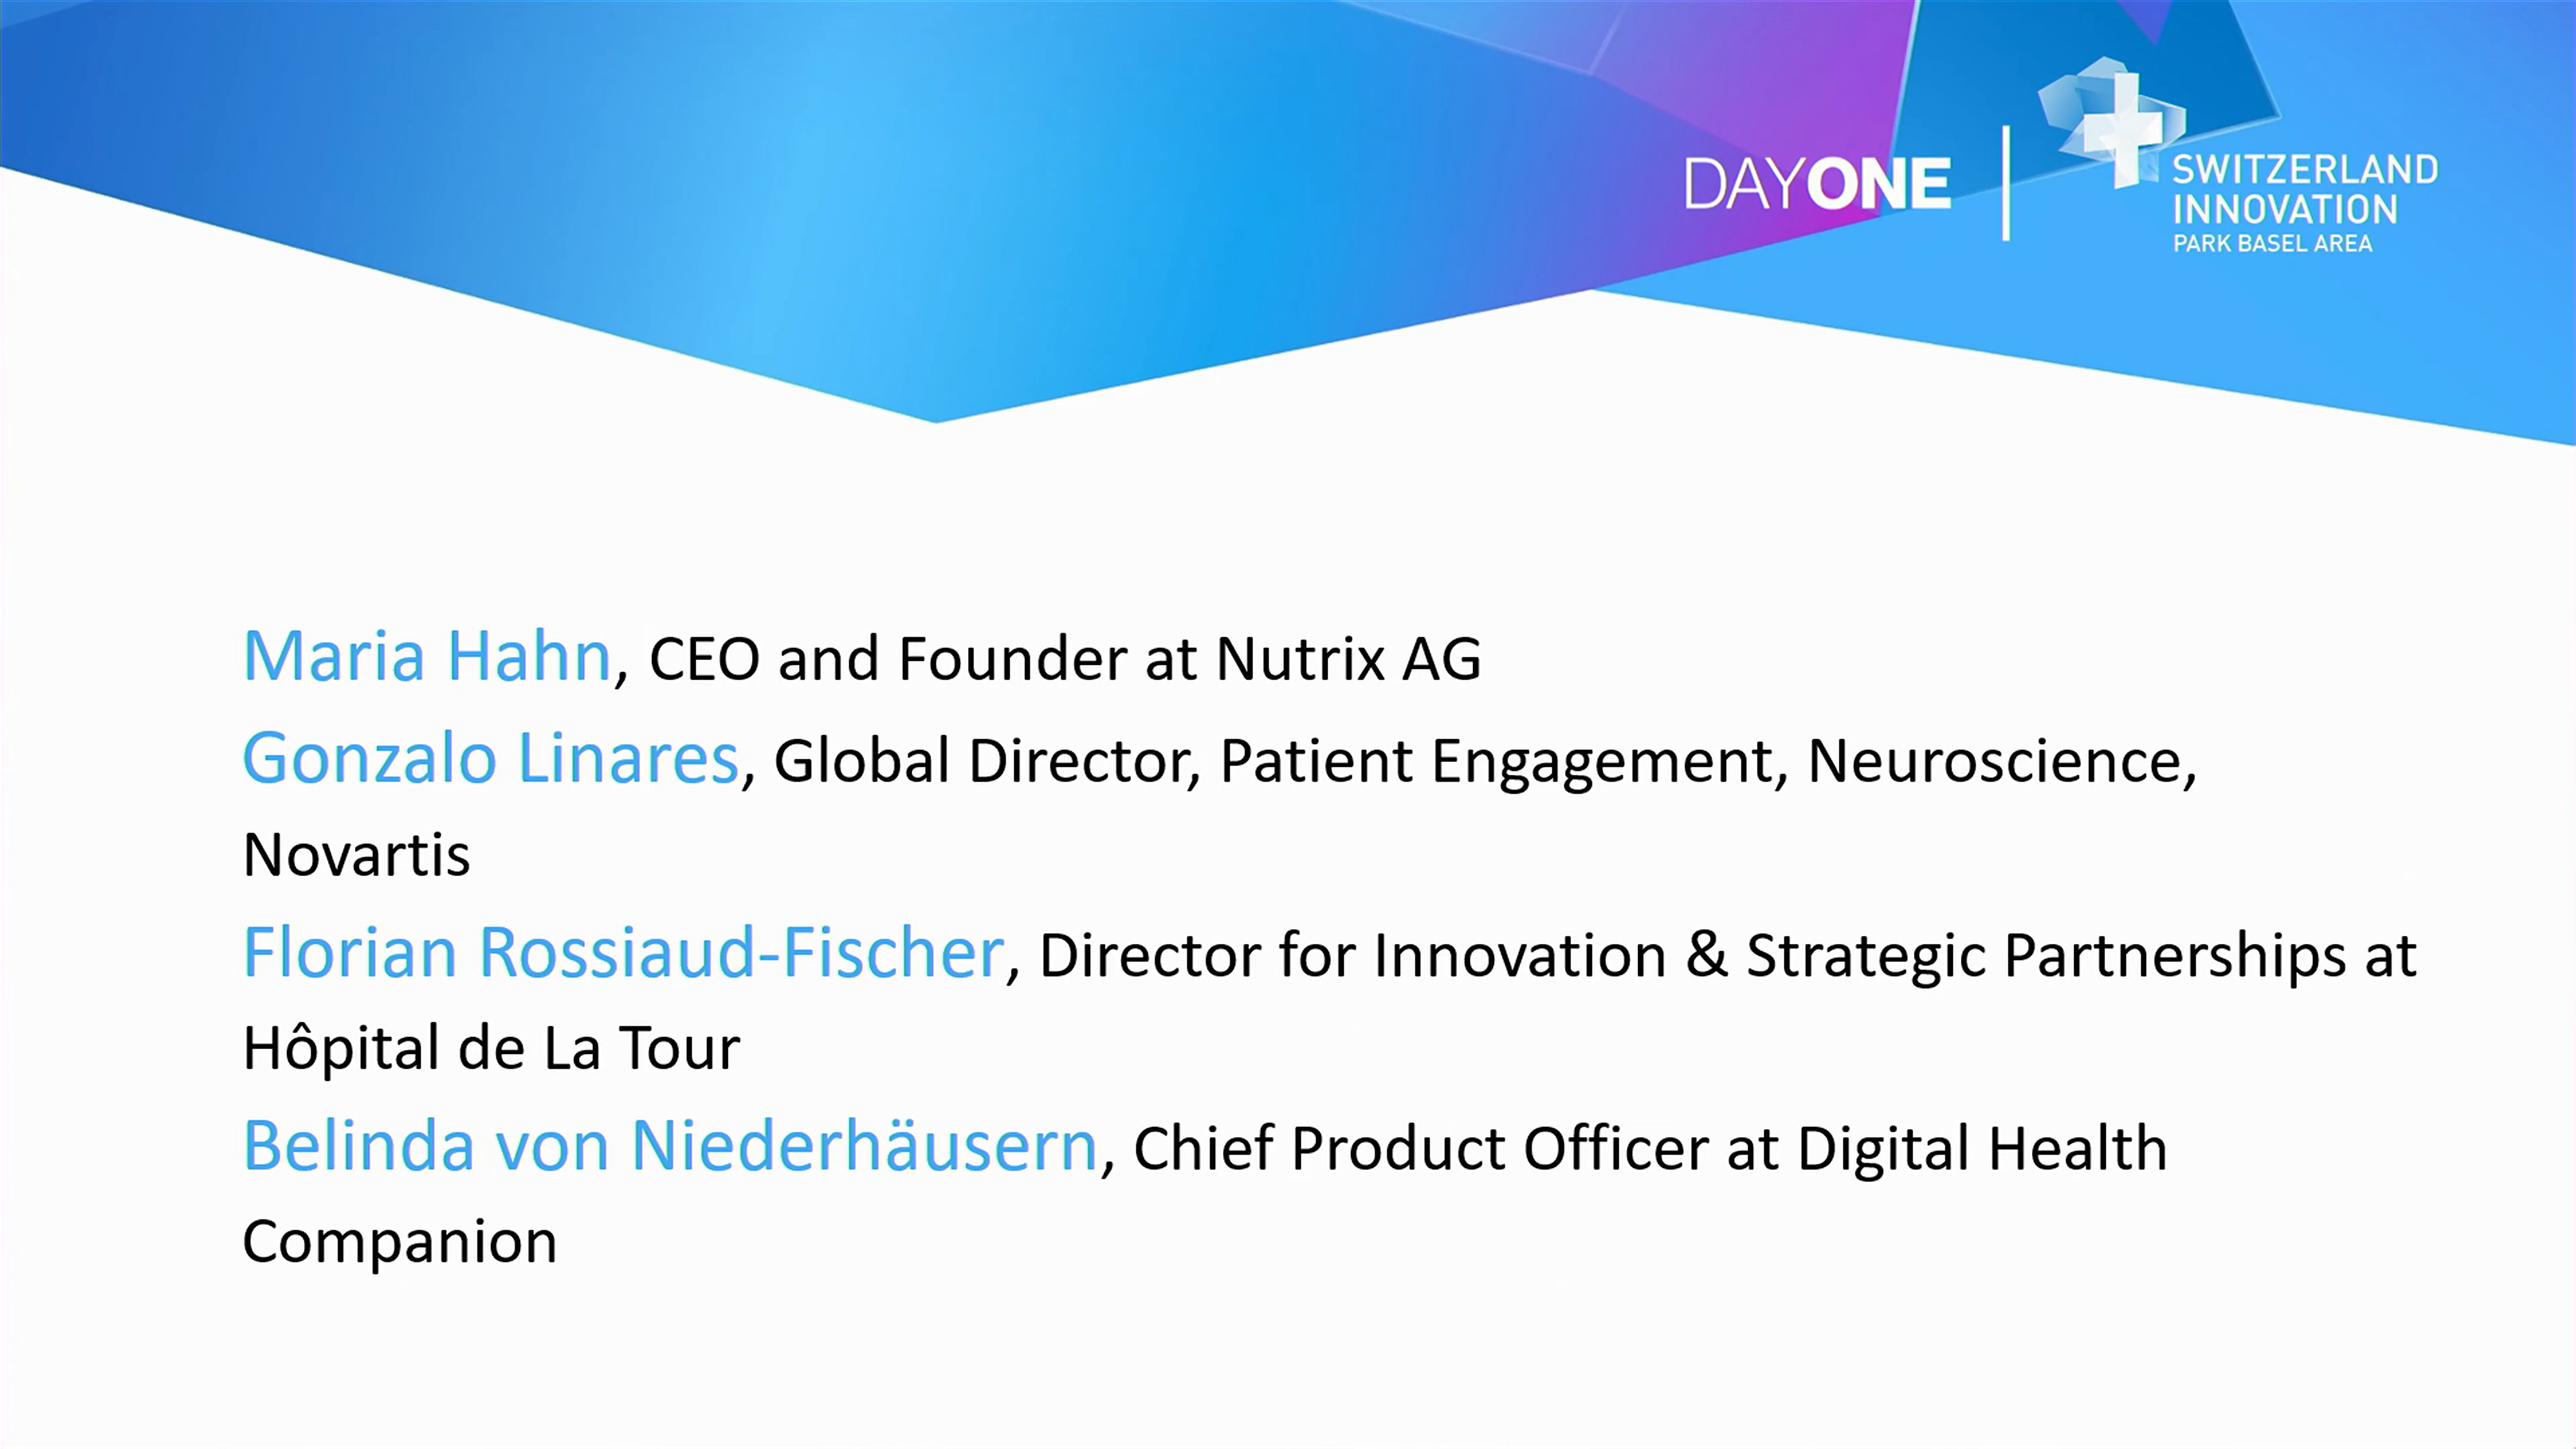 DAYONE
SWITZERLAND
INNOVATION
PARK BASEL AREA
Maria Hahn, CEO and Founder at Nutrix AG
Gonzalo Linares, Global Director, Patient Engagement, Neuroscience,
Novartis
Florian Rossiaud-Fischer, Director for Innovation & Strategic Partnerships at
Hôpital de La Tour
Belinda von Niederhäusern, Chief Product Officer at Digital Health
Companion